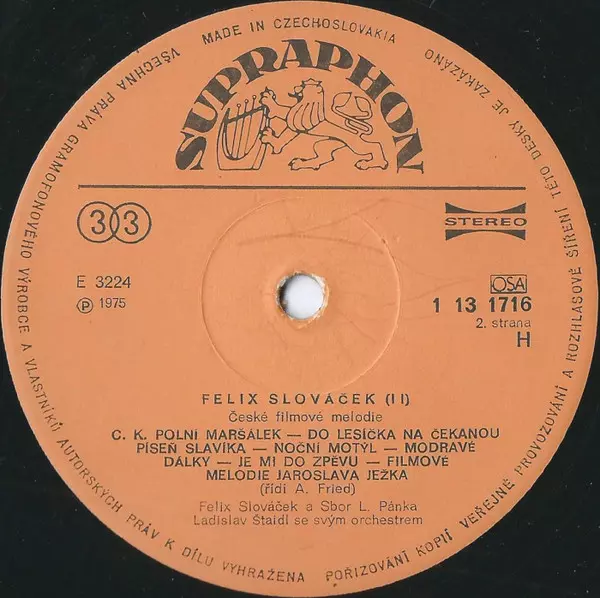 MADE IN CZECHOSLOVAKIA
VŠECHNA PRÁVA GRAMOFONOVÉHO VÝROBCE A VLASTNÍKŮ AUTORSKÝCH PRÁV K DÍLU VYHRAŽENA
POŘIZOVÁNÍ KOPIÍ VEŘEJNÉ PROVOZOVÁNÍ A ROZHLASOVÉ ŠÍŘENÍ TÉTO DESKY JE ZAKÁZÁNO
SUPRAPHON
33
STEREO
E 3224
Ⓟ 1975
OSA
1 13 1716
2. strana
H
FELIX SLOVÁČEK (II)
České filmové melodie
C. K. POLNÍ MARŠÁLEK — DO LESÍČKA NA ČEKANOU
PÍSEŇ SLAVÍKA — NOČNÍ MOTÝL — MODRAVÉ
DÁLKY — JE MI DO ZPĚVU — FILMOVÉ
MELODIE JAROSLAVA JEŽKA
(řídí A. Fried)
Felix Slováček a Sbor L. Pánka
Ladislav Štaidl se svým orchestrem